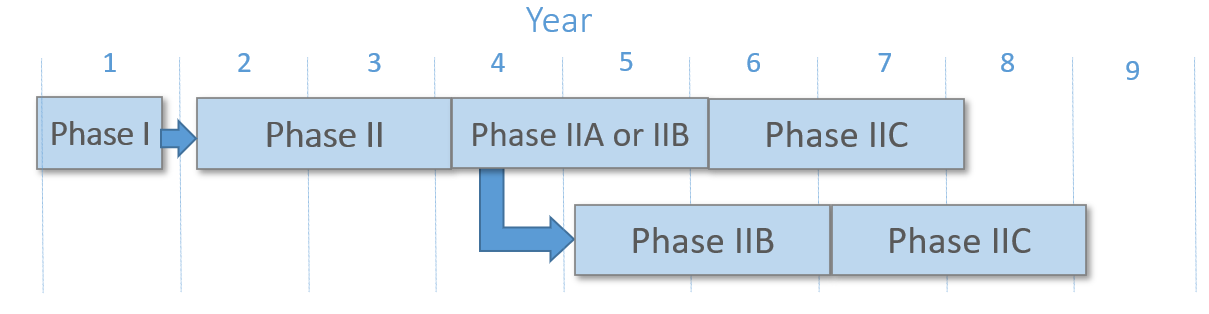 Year
1 2 3 4 5 6 7 8 9
Phase I Phase II Phase IIA or IIB Phase IIC
Phase IIB Phase IIC